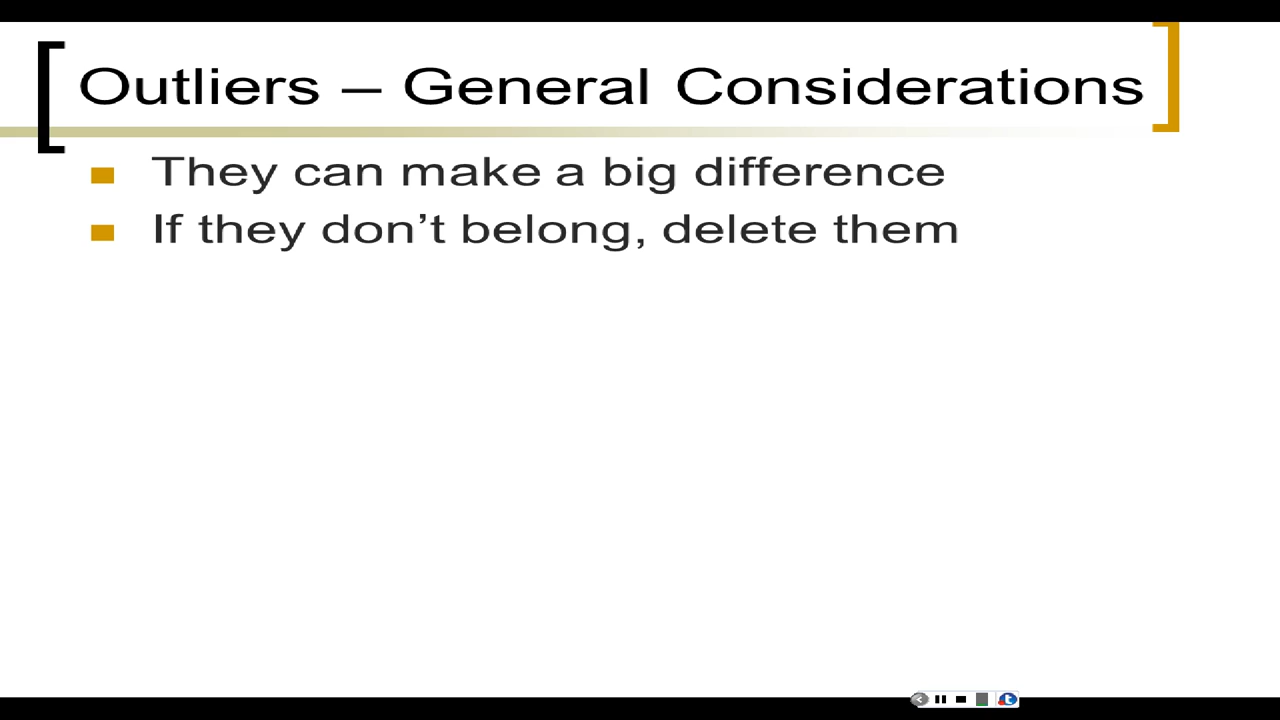 Outliers – General Considerations
They can make a big difference
If they don’t belong, delete them